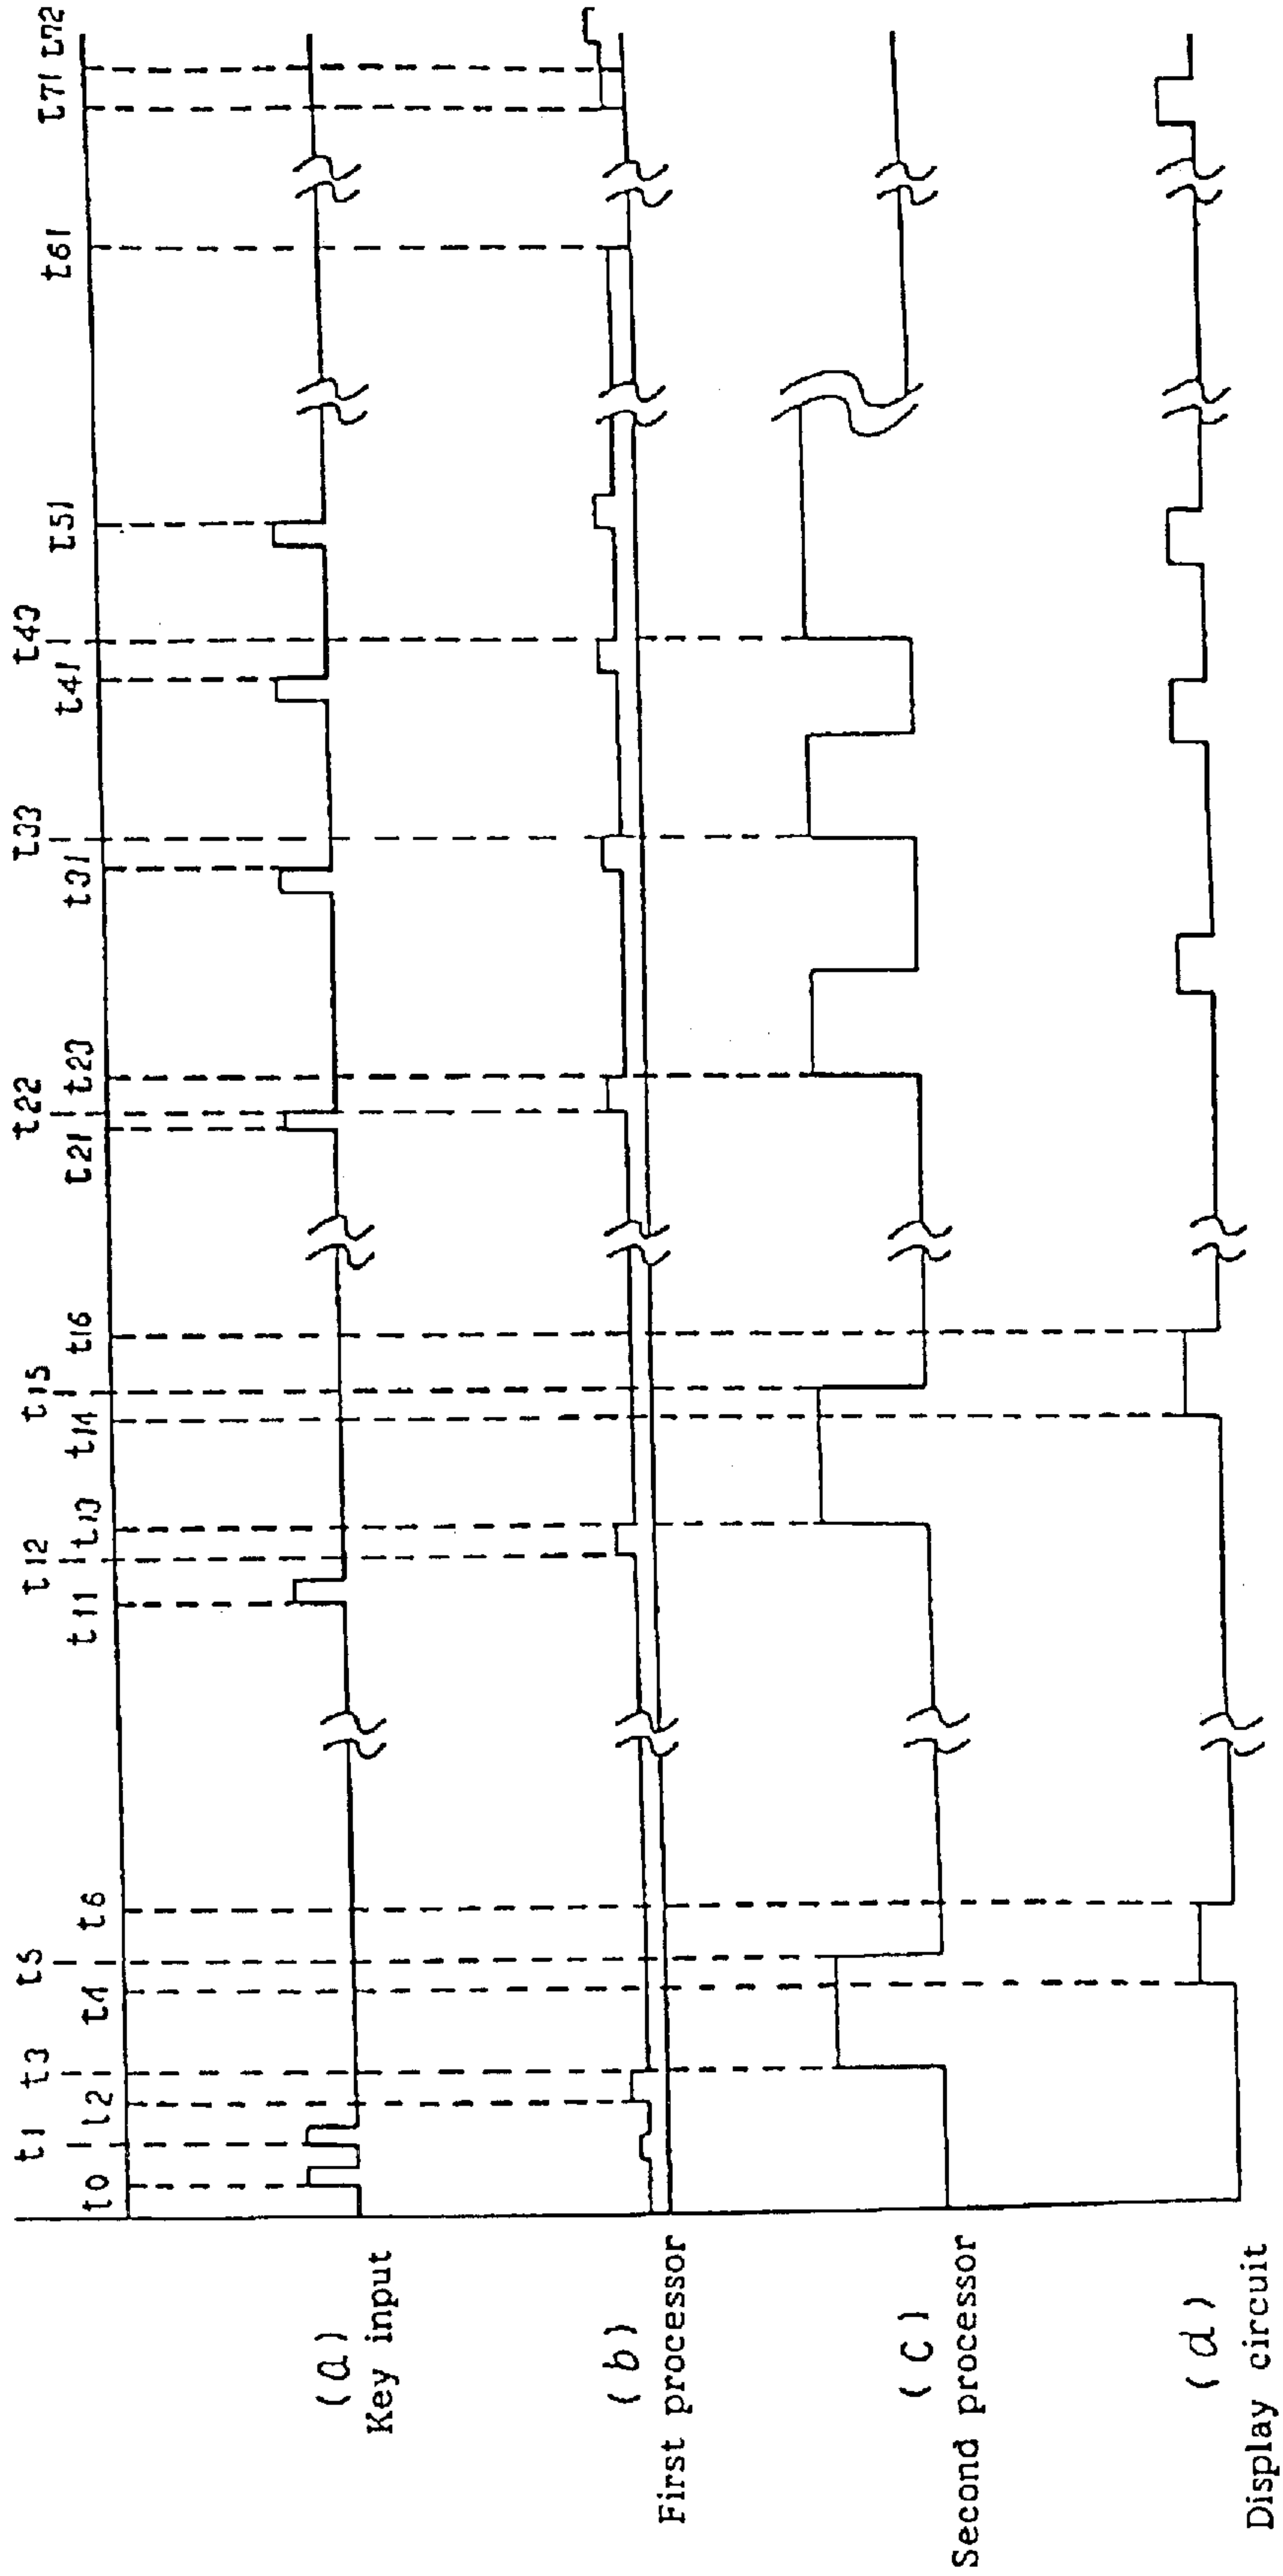 t0 t1 t2 t3 t4 t5 t6 t11 t12 t13 t14 t15 t16 t21 t22 t23 t31 t33 t41 t43 t51 t61 t71 t72
(a)
Key input
(b)
First processor
(c)
Second processor
(d)
Display circuit